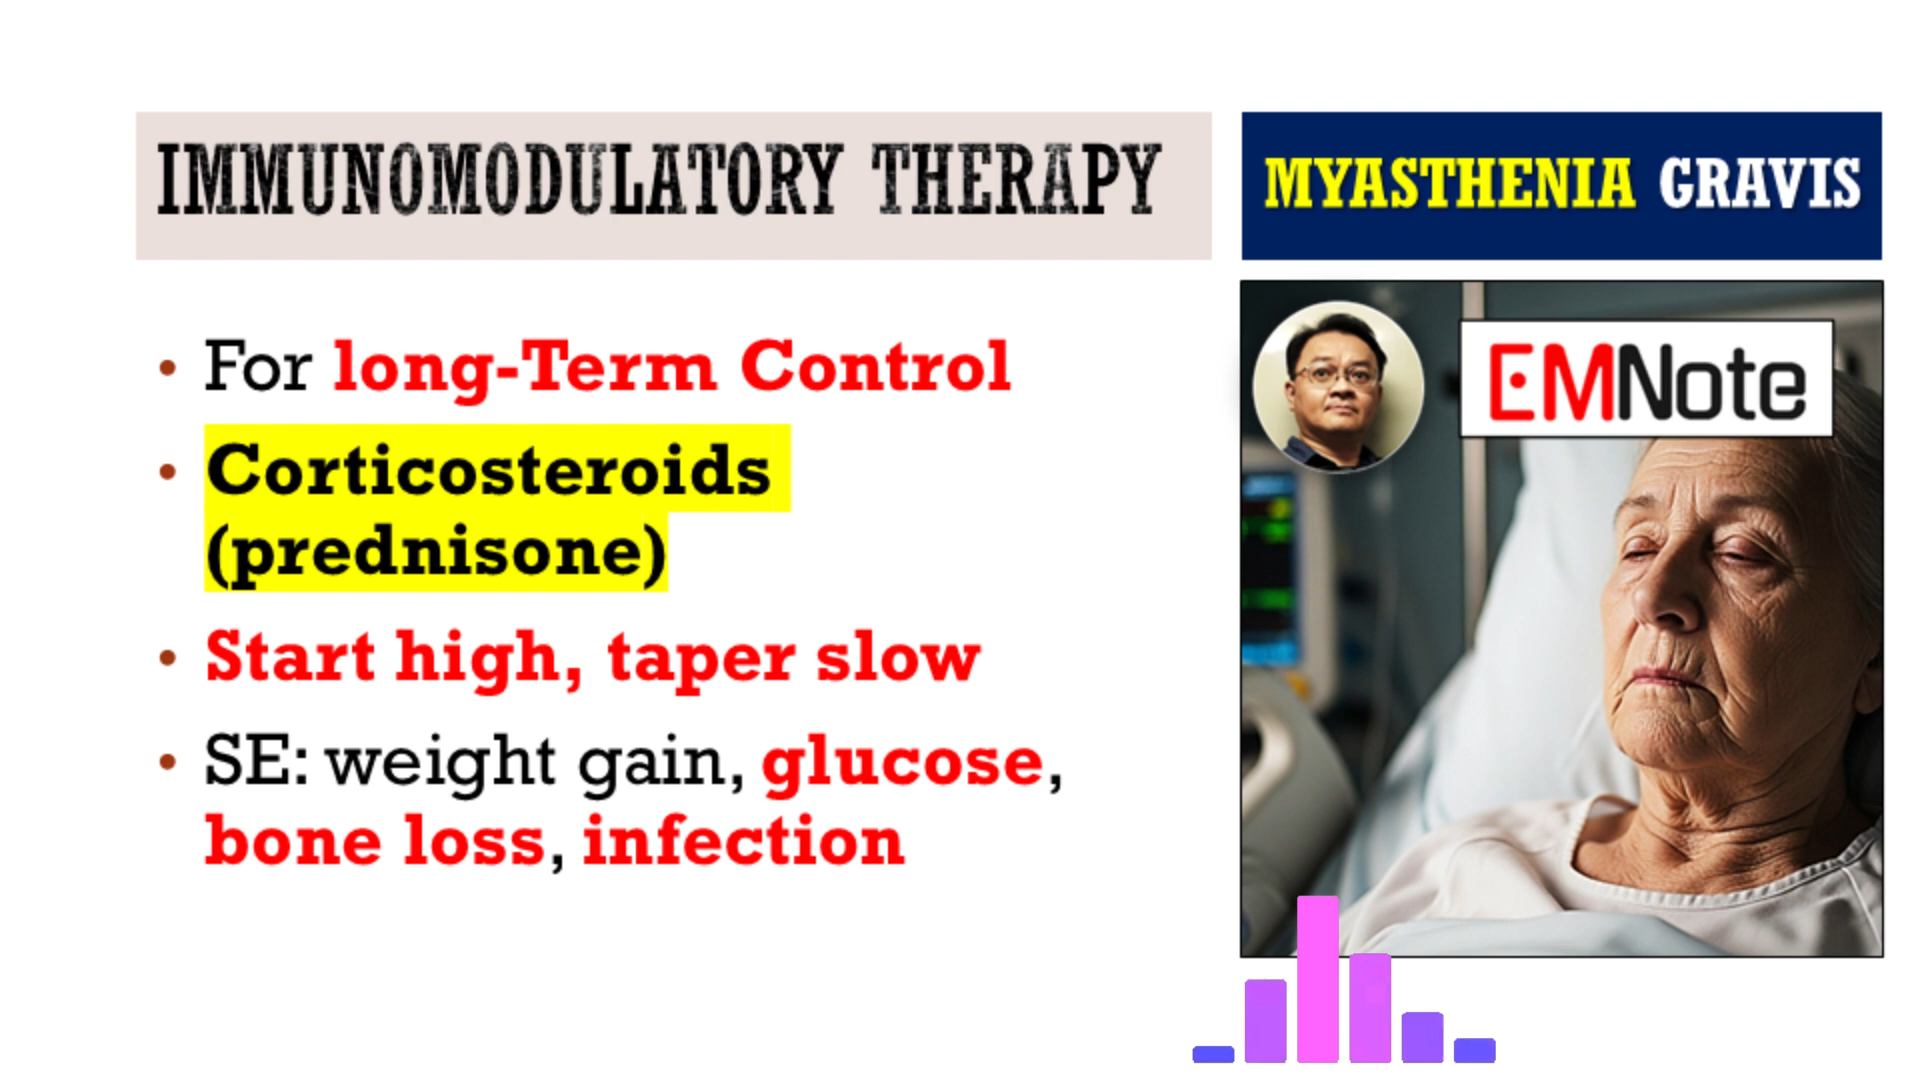 IMMUNOMODULATORY THERAPY
MYASTHENIA GRAVIS
EMNote
• For long-Term Control
• Corticosteroids
(prednisone)
• Start high, taper slow
• SE: weight gain, glucose,
bone loss, infection